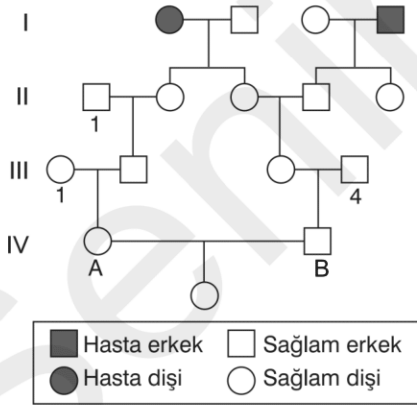 I
II
1
III
1
4
IV
A
B
Hasta erkek
Sağlam erkek
Hasta dişi
Sağlam dişi